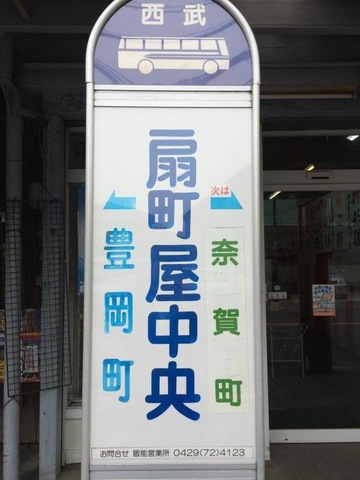 西武
扇町屋中央
次は
豊岡町
奈賀町
お問合せ 飯能営業所 0429(72)4123